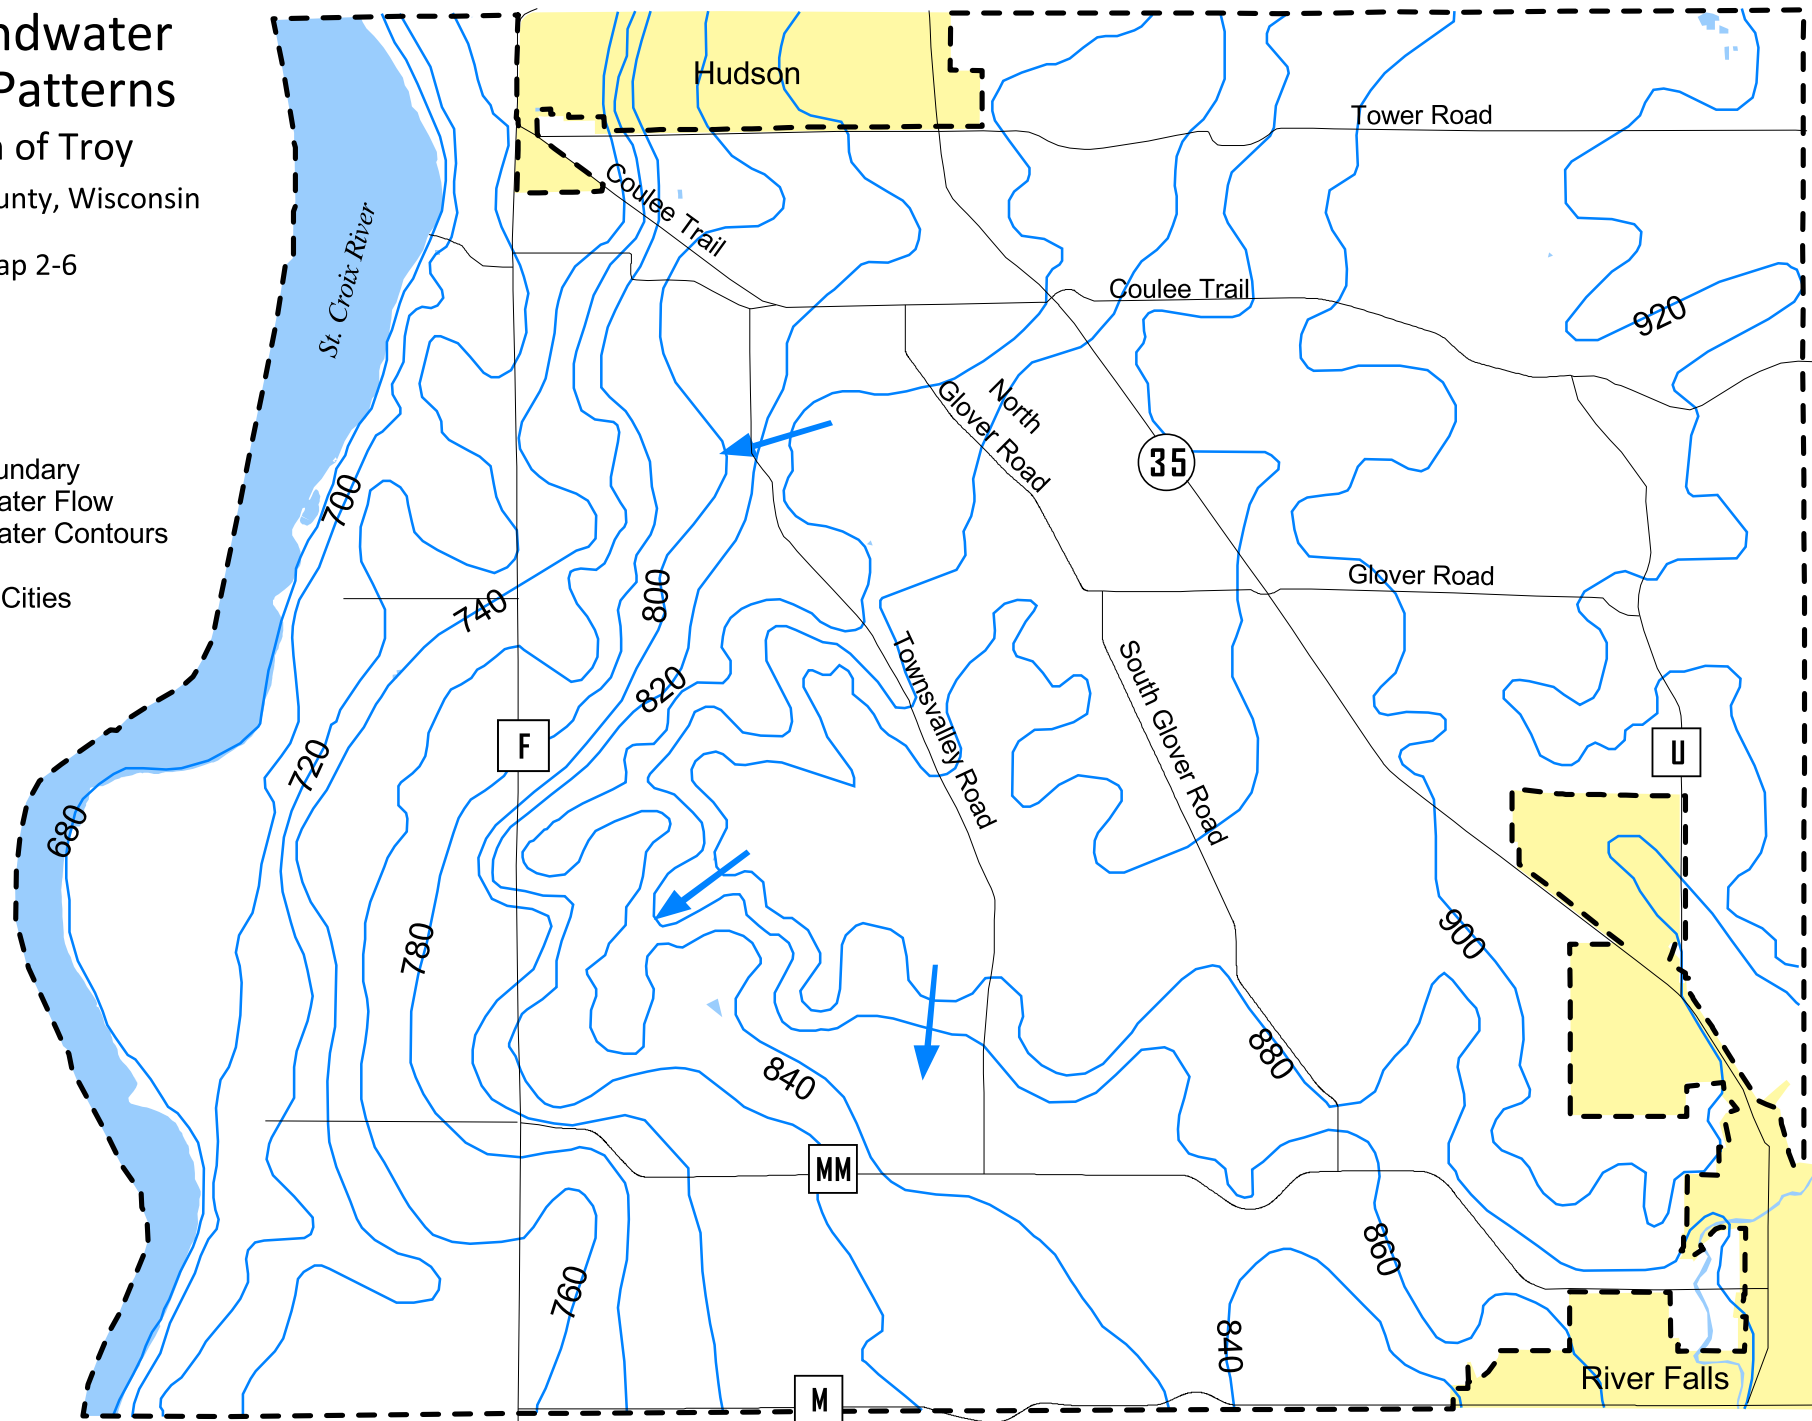 ndwater
Patterns
n of Troy
unty, Wisconsin
ap 2-6
undary
ater Flow
ater Contours
Cities
Hudson
Tower Road
Coulee Trail
St. Croix River
Coulee Trail
920
North
Glover Road
35
700
Glover Road
740
800
820
Townsvalley Road
South Glover Road
F
U
720
680
780
900
880
840
MM
860
760
840
River Falls
M